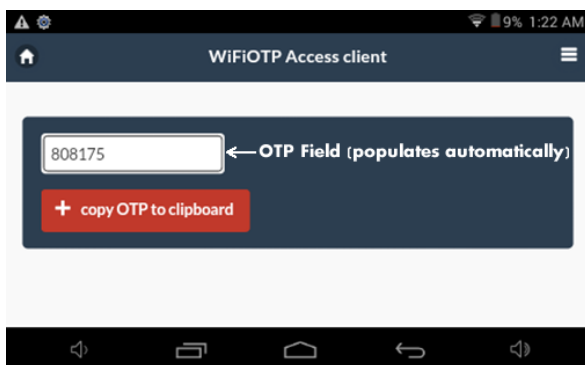 9% 1:22 AM
WiFiOTP Access client
808175
OTP Field (populates automatically)
+ copy OTP to clipboard